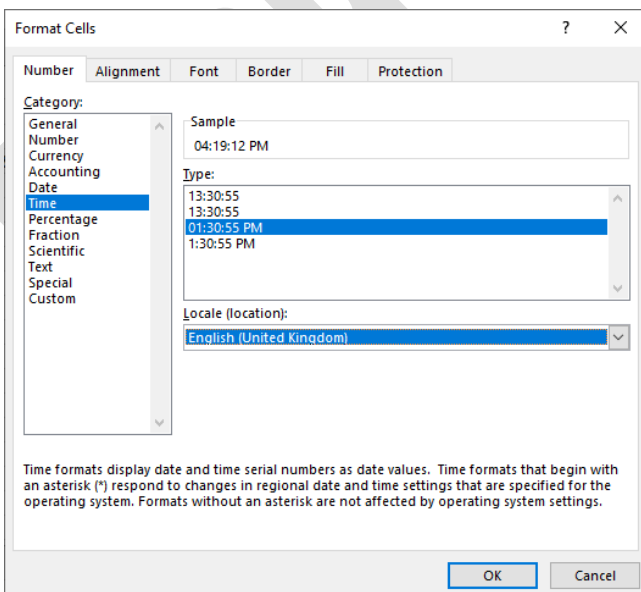 Format Cells
?
Number
Alignment
Font
Border
Fill
Protection
Category:
General
Number
Currency
Accounting
Date
Time
Percentage
Fraction
Scientific
Text
Special
Custom
Sample
04:19:12 PM
Type:
13:30:55
13:30:55
01:30:55 PM
1:30:55 PM
Locale (location):
English (United Kingdom)
Time formats display date and time serial numbers as date values.  Time formats that begin with
an asterisk (*) respond to changes in regional date and time settings that are specified for the
operating system. Formats without an asterisk are not affected by operating system settings.
OK
Cancel